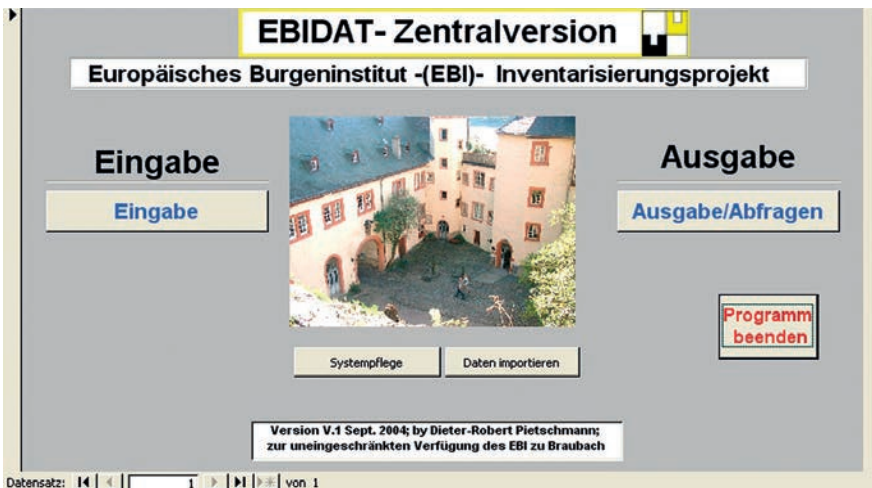 EBIDAT- Zentralversion
Europäisches Burgeninstitut -(EBI)- Inventarisierungsprojekt
Eingabe
Eingabe
Ausgabe
Ausgabe/Abfragen
Programm
beenden
Systempflege
Daten importieren
Version V.1 Sept. 2004; by Dieter-Robert Pietschmann;
zur uneingeschränkten Verfügung des EBI zu Braubach
Datensatz: 1 von 1